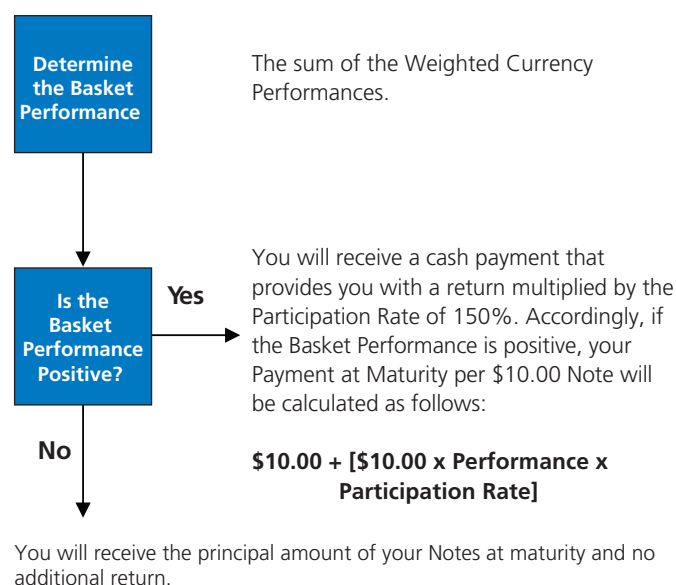 Determine
the Basket
Performance
The sum of the Weighted Currency
Performances.
Is the
Basket
Performance
Positive?
Yes
You will receive a cash payment that
provides you with a return multiplied by the
Participation Rate of 150%. Accordingly, if
the Basket Performance is positive, your
Payment at Maturity per $10.00 Note will
be calculated as follows:
$10.00 + [$10.00 x Performance x
Participation Rate]
No
You will receive the principal amount of your Notes at maturity and no
additional return.